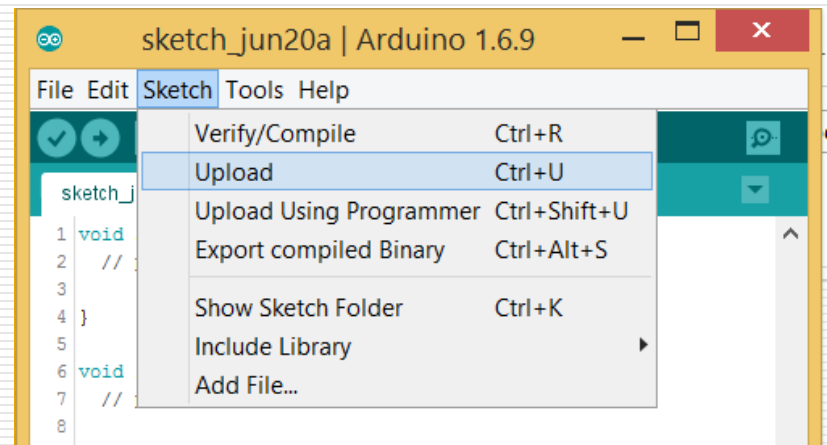 sketch_jun20a | Arduino 1.6.9
File Edit Sketch Tools Help
Verify/Compile Ctrl+R
Upload Ctrl+U
sketch_j
Upload Using Programmer Ctrl+Shift+U
1 void
Export compiled Binary Ctrl+Alt+S
2 //
3
Show Sketch Folder Ctrl+K
4 }
5
Include Library
6 void
Add File...
7 //
8